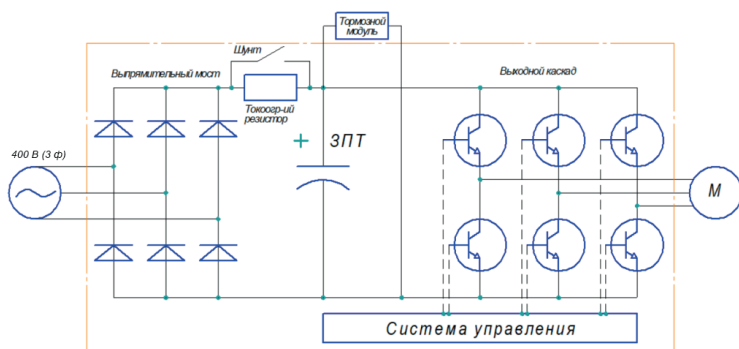 Тормозной
модуль
Шунт
Выпрямительный мост
Выходной каскад
Токоогр-ий
резистор
+ ЗПТ
400 В (3 ф)
М
Система управления